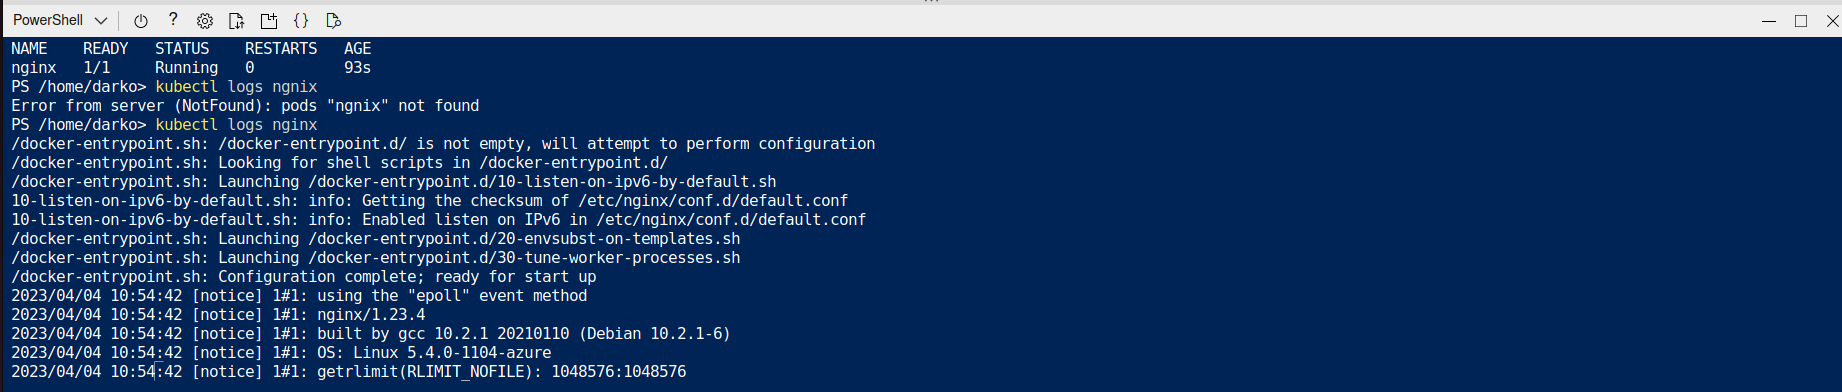 PowerShell
NAME READY STATUS RESTARTS AGE
nginx 1/1 Running 0 93s
PS /home/darko> kubectl logs ngnix
Error from server (NotFound): pods "ngnix" not found
PS /home/darko> kubectl logs nginx
/docker-entrypoint.sh: /docker-entrypoint.d/ is not empty, will attempt to perform configuration
/docker-entrypoint.sh: Looking for shell scripts in /docker-entrypoint.d/
/docker-entrypoint.sh: Launching /docker-entrypoint.d/10-listen-on-ipv6-by-default.sh
10-listen-on-ipv6-by-default.sh: info: Getting the checksum of /etc/nginx/conf.d/default.conf
10-listen-on-ipv6-by-default.sh: info: Enabled listen on IPv6 in /etc/nginx/conf.d/default.conf
/docker-entrypoint.sh: Launching /docker-entrypoint.d/20-envsubst-on-templates.sh
/docker-entrypoint.sh: Launching /docker-entrypoint.d/30-tune-worker-processes.sh
/docker-entrypoint.sh: Configuration complete; ready for start up
2023/04/04 10:54:42 [notice] 1#1: using the "epoll" event method
2023/04/04 10:54:42 [notice] 1#1: nginx/1.23.4
2023/04/04 10:54:42 [notice] 1#1: built by gcc 10.2.1 20210110 (Debian 10.2.1-6)
2023/04/04 10:54:42 [notice] 1#1: OS: Linux 5.4.0-1104-azure
2023/04/04 10:54:42 [notice] 1#1: getrlimit(RLIMIT_NOFILE): 1048576:1048576